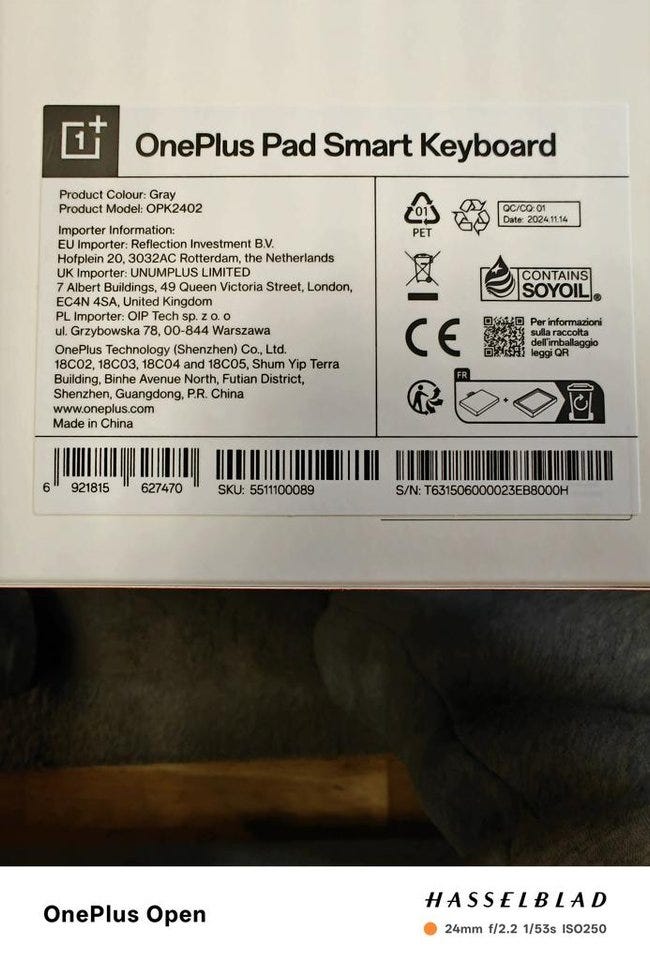 1+
OnePlus Pad Smart Keyboard
Product Colour: Gray
Product Model: OPK2402
Importer Information:
EU Importer: Reflection Investment B.V.
Hofplein 20, 3032AC Rotterdam, the Netherlands
UK Importer: UNUMPLUS LIMITED
7 Albert Buildings, 49 Queen Victoria Street, London,
EC4N 4SA, United Kingdom
PL Importer: OIP Tech sp. z o. o
ul. Grzybowska 78, 00-844 Warszawa
OnePlus Technology (Shenzhen) Co., Ltd.
18C02, 18C03, 18C04 and 18C05, Shum Yip Terra
Building, Binhe Avenue North, Futian District,
Shenzhen, Guangdong, P.R. China
www.oneplus.com
Made in China
01
PET
QC/CQ: 01
Date: 2024.11.14
CONTAINS
SOYOIL®
CE
Per informazioni
sulla raccolta
dell'imballaggio
leggi QR
FR
+
6 921815 627470
SKU: 5511100089
S/N: T631506000023EB8000H
OnePlus Open
HASSELBLAD
24mm f/2.2 1/53s ISO250